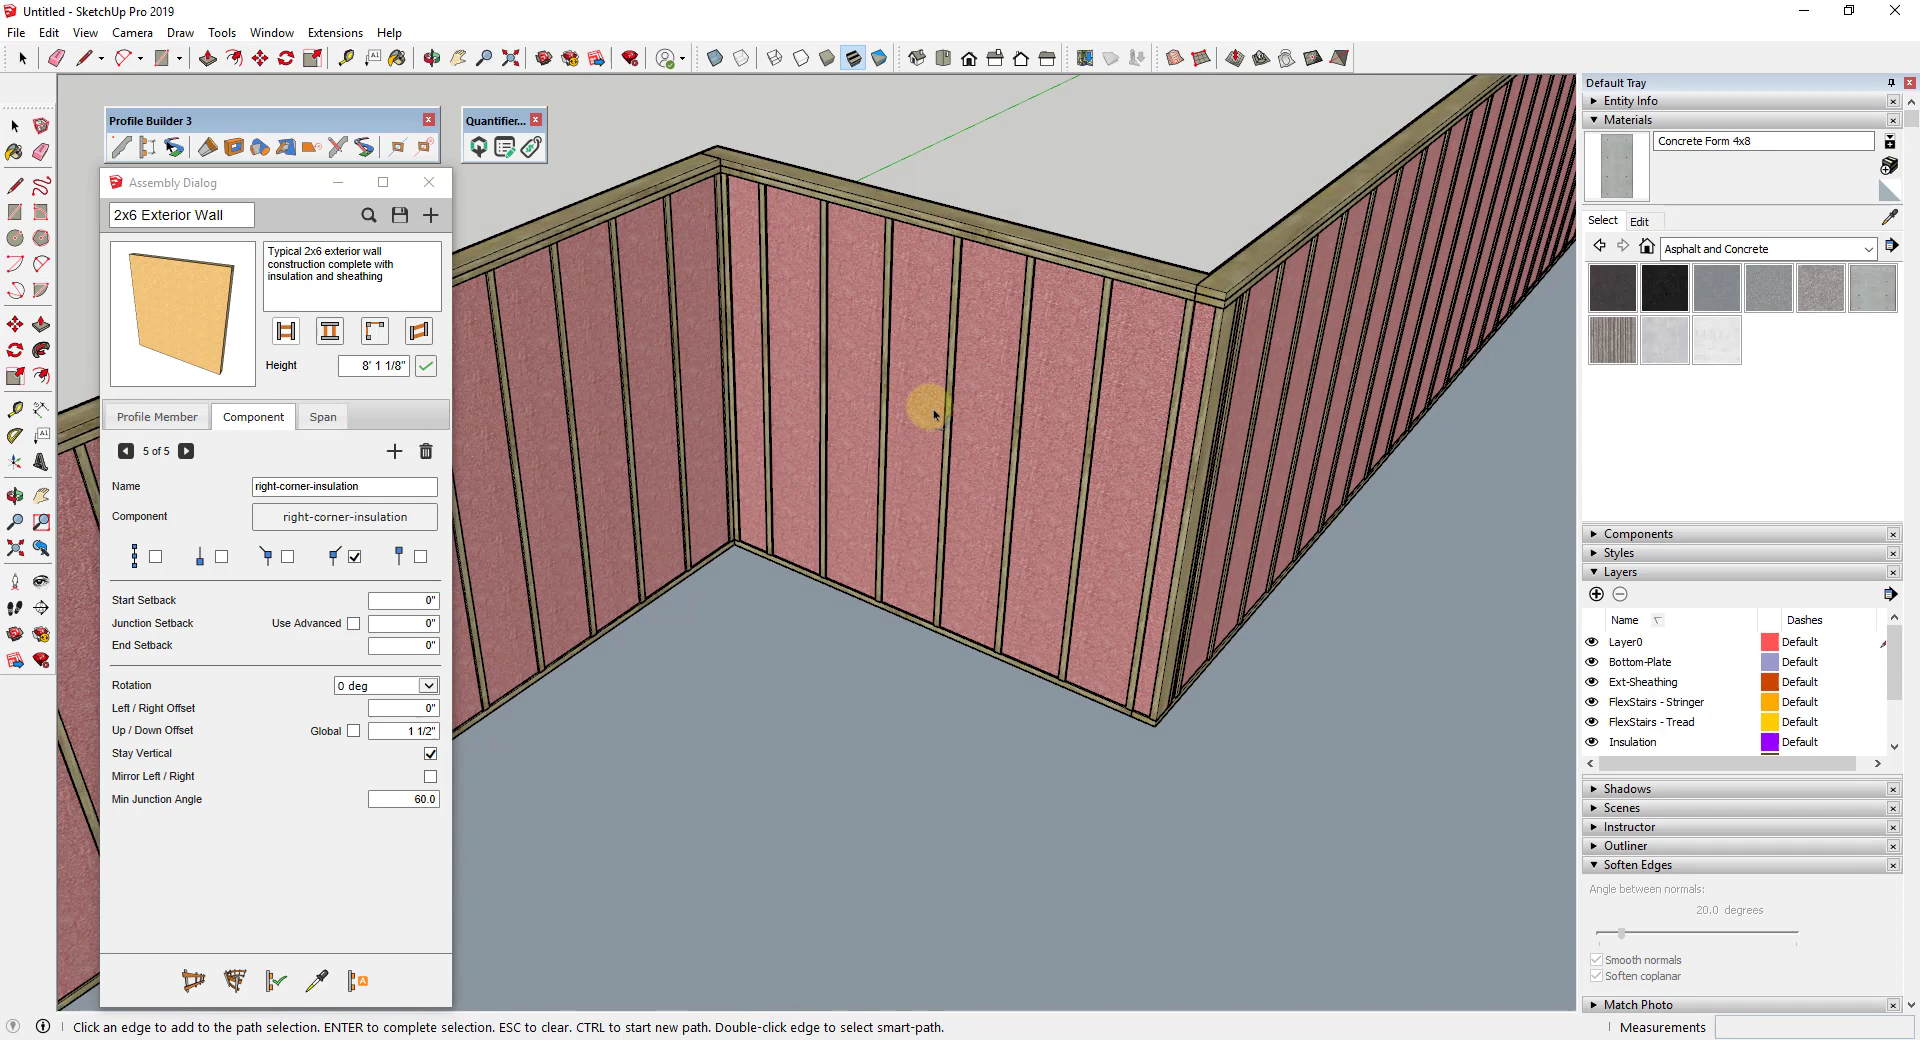 Untitled - SketchUp Pro 2019
File Edit View Camera Draw Tools Window Extensions Help
Profile Builder 3
Quantifier...
Assembly Dialog
2x6 Exterior Wall
Typical 2x6 exterior wall
construction complete with
insulation and sheathing
Height 8' 1 1/8"
Profile Member Component Span
5 of 5
Name right-corner-insulation
Component right-corner-insulation
Start Setback 0"
Junction Setback Use Advanced 0"
End Setback 0"
Rotation 0 deg
Left / Right Offset 0"
Up / Down Offset Global 1 1/2"
Stay Vertical
Mirror Left / Right
Min Junction Angle 60.0
Default Tray
Entity Info
Materials
Concrete Form 4x8
Select Edit
Asphalt and Concrete
Components
Styles
Layers
Name Dashes
Layer0 Default
Bottom-Plate Default
Ext-Sheathing Default
FlexStairs - Stringer Default
FlexStairs - Tread Default
Insulation Default
Shadows
Scenes
Instructor
Outliner
Soften Edges
Angle between normals:
20.0 degrees
Smooth normals
Soften coplanar
Match Photo
Click an edge to add to the path selection. ENTER to complete selection. ESC to clear. CTRL to start new path. Double-click edge to select smart-path.
Measurements